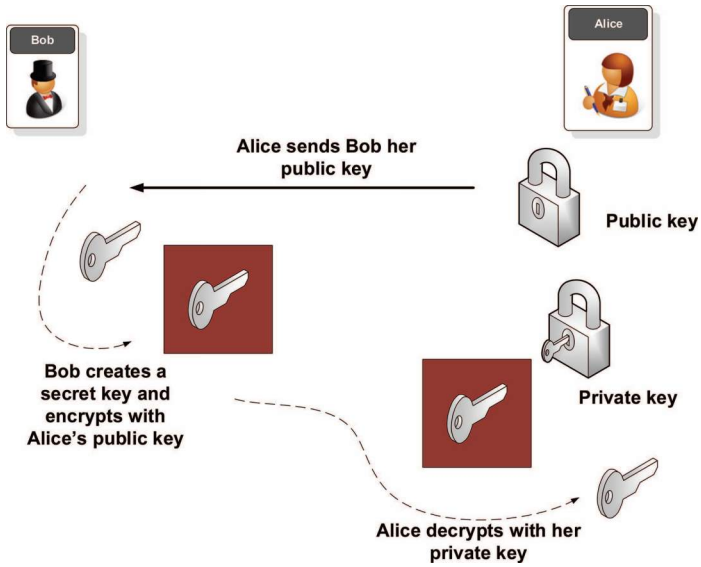 Bob
Alice
Alice sends Bob her
public key
Public key
Bob creates a
secret key and
encrypts with
Alice's public key
Private key
Alice decrypts with her
private key